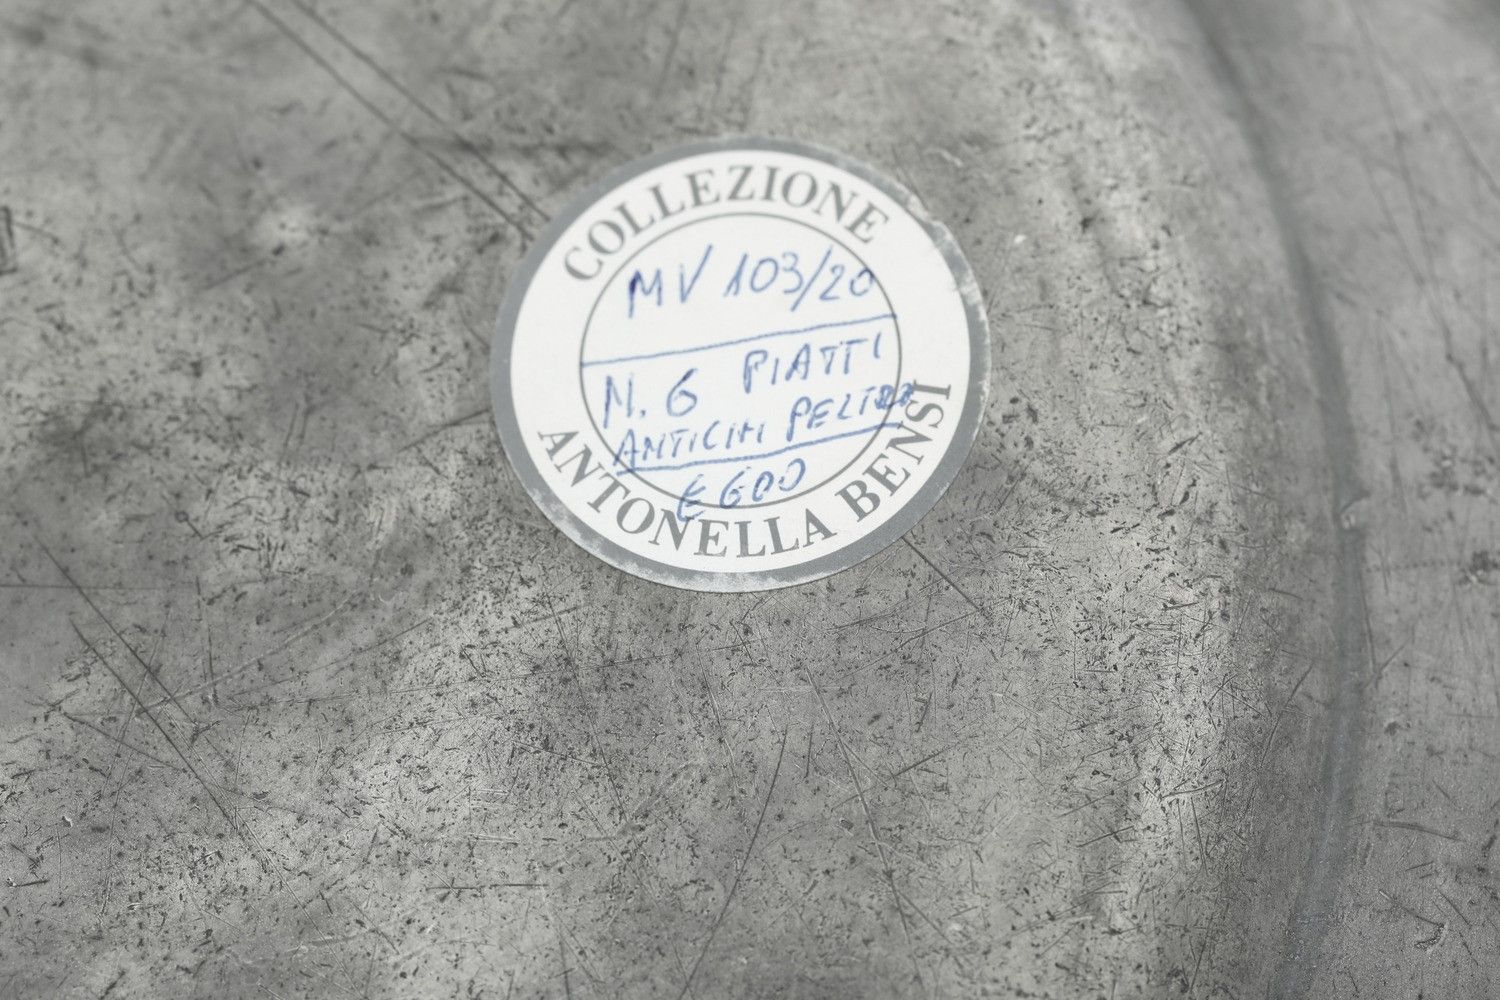 COLLEZIONE
MV 103/20
N. 6 PIATTI
ANTICHI PELTRO
€ 600
ANTONELLA BENSI